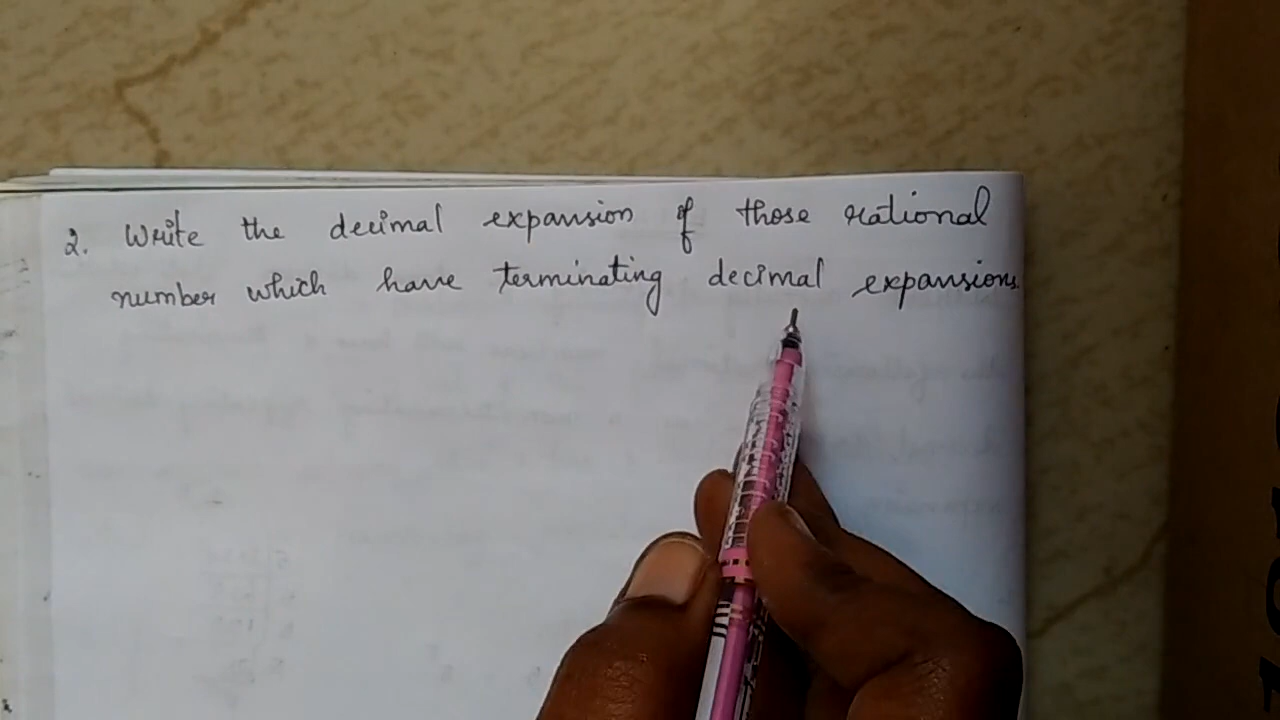 2. Write the decimal expansion of those rational
number which have terminating decimal expansions.